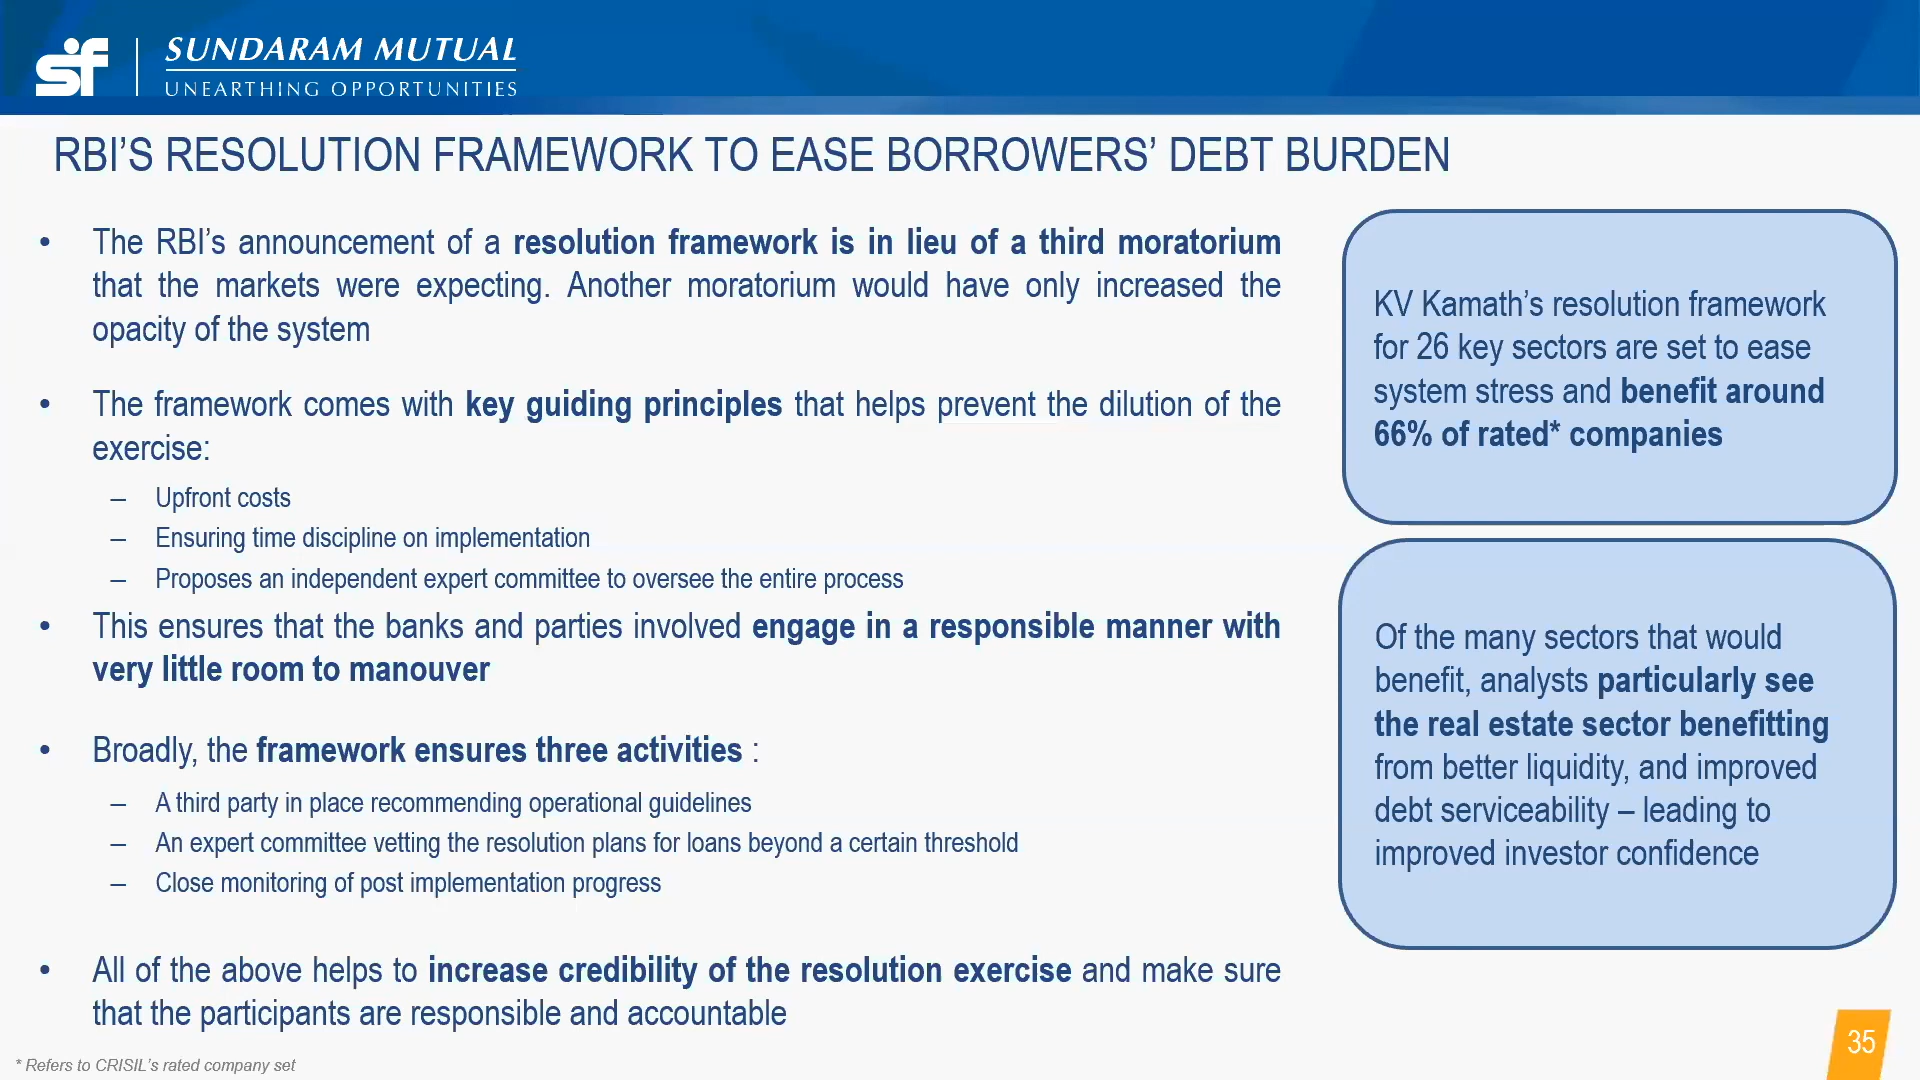 sf
SUNDARAM MUTUAL
UNEARTHING OPPORTUNITIES
RBI’S RESOLUTION FRAMEWORK TO EASE BORROWERS’ DEBT BURDEN
• The RBI’s announcement of a resolution framework is in lieu of a third moratorium
that the markets were expecting. Another moratorium would have only increased the
opacity of the system
• The framework comes with key guiding principles that helps prevent the dilution of the
exercise:
– Upfront costs
– Ensuring time discipline on implementation
– Proposes an independent expert committee to oversee the entire process
• This ensures that the banks and parties involved engage in a responsible manner with
very little room to manouver
• Broadly, the framework ensures three activities :
– A third party in place recommending operational guidelines
– An expert committee vetting the resolution plans for loans beyond a certain threshold
– Close monitoring of post implementation progress
• All of the above helps to increase credibility of the resolution exercise and make sure
that the participants are responsible and accountable
KV Kamath’s resolution framework
for 26 key sectors are set to ease
system stress and benefit around
66% of rated* companies
Of the many sectors that would
benefit, analysts particularly see
the real estate sector benefitting
from better liquidity, and improved
debt serviceability – leading to
improved investor confidence
* Refers to CRISIL’s rated company set
35